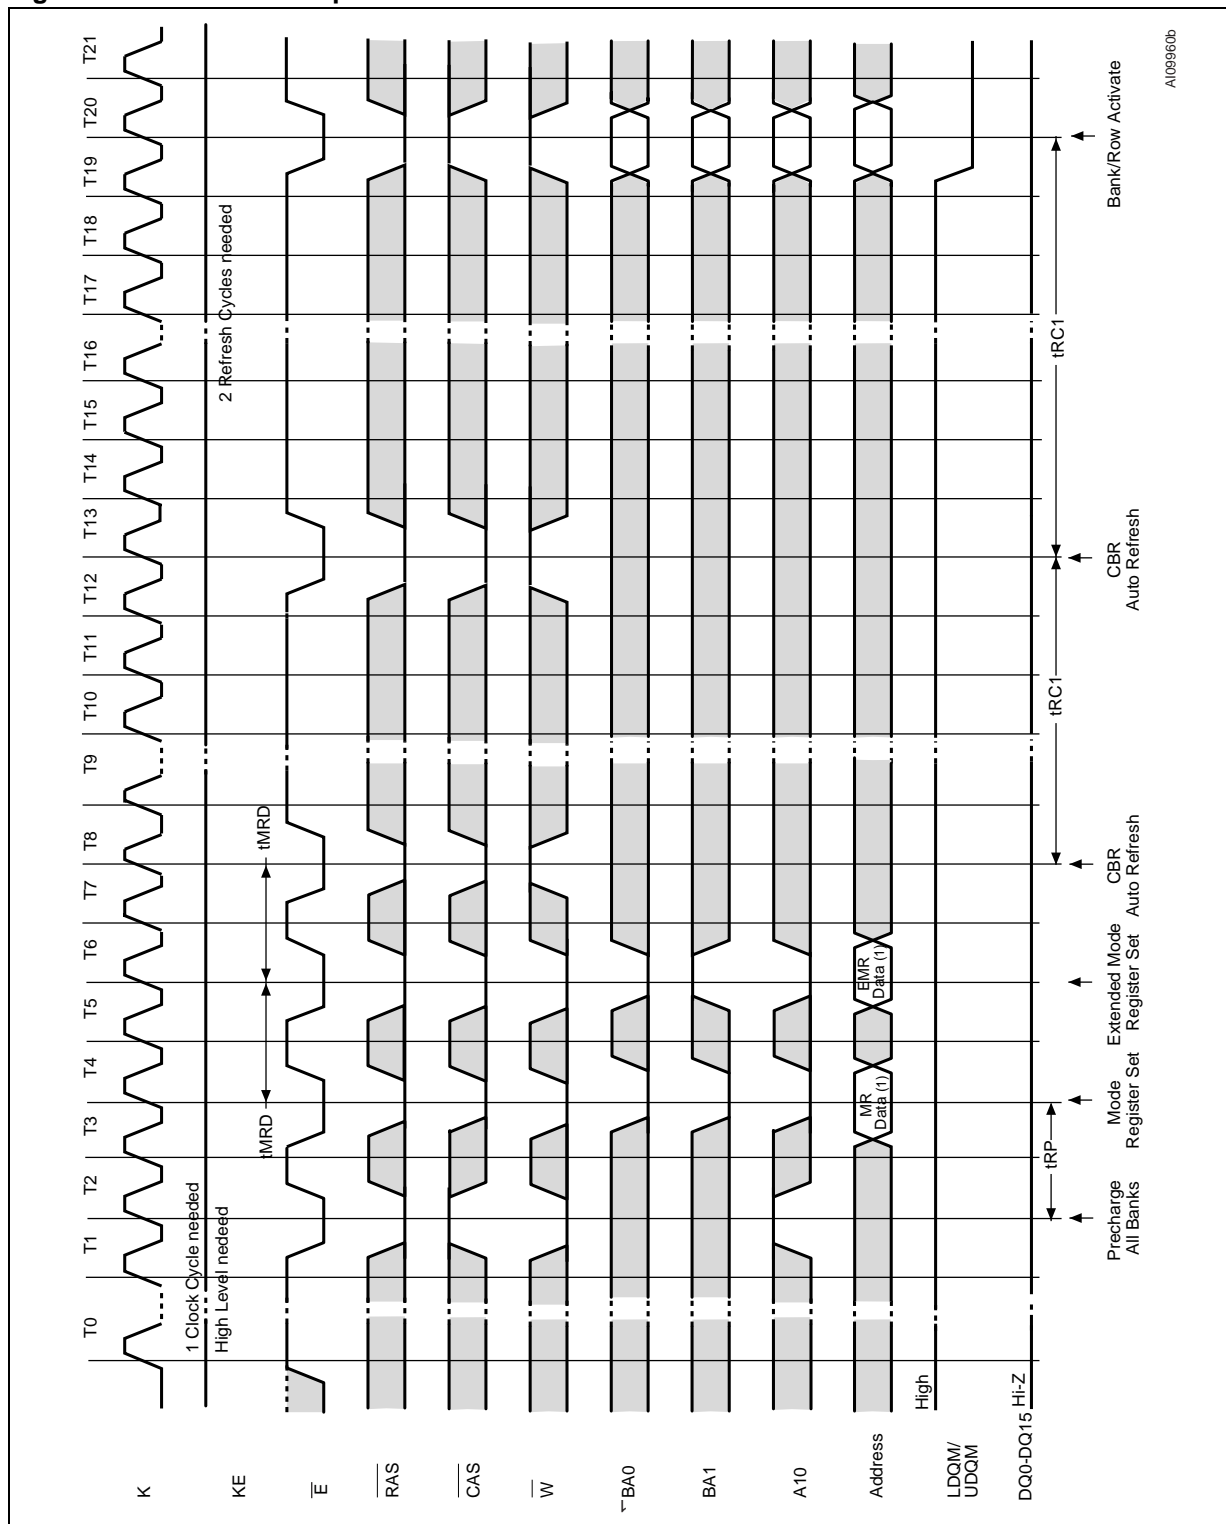 T0 T1 T2 T3 T4 T5 T6 T7 T8 T9 T10 T11 T12 T13 T14 T15 T16 T17 T18 T19 T20 T21
K
1 Clock Cycle needed
KE
High Level nedeed
2 Refresh Cycles needed
tMRD
tMRD
E
RAS
CAS
W
BA0
BA1
A10
Address
MR
Data (1)
EMR
Data (1)
LDQM/
UDQM
High
DQ0-DQ15
Hi-Z
tRP
tRC1
tRC1
Precharge
All Banks
Mode
Register Set
Extended Mode
Register Set
CBR
Auto Refresh
CBR
Auto Refresh
Bank/Row Activate
AI09960b